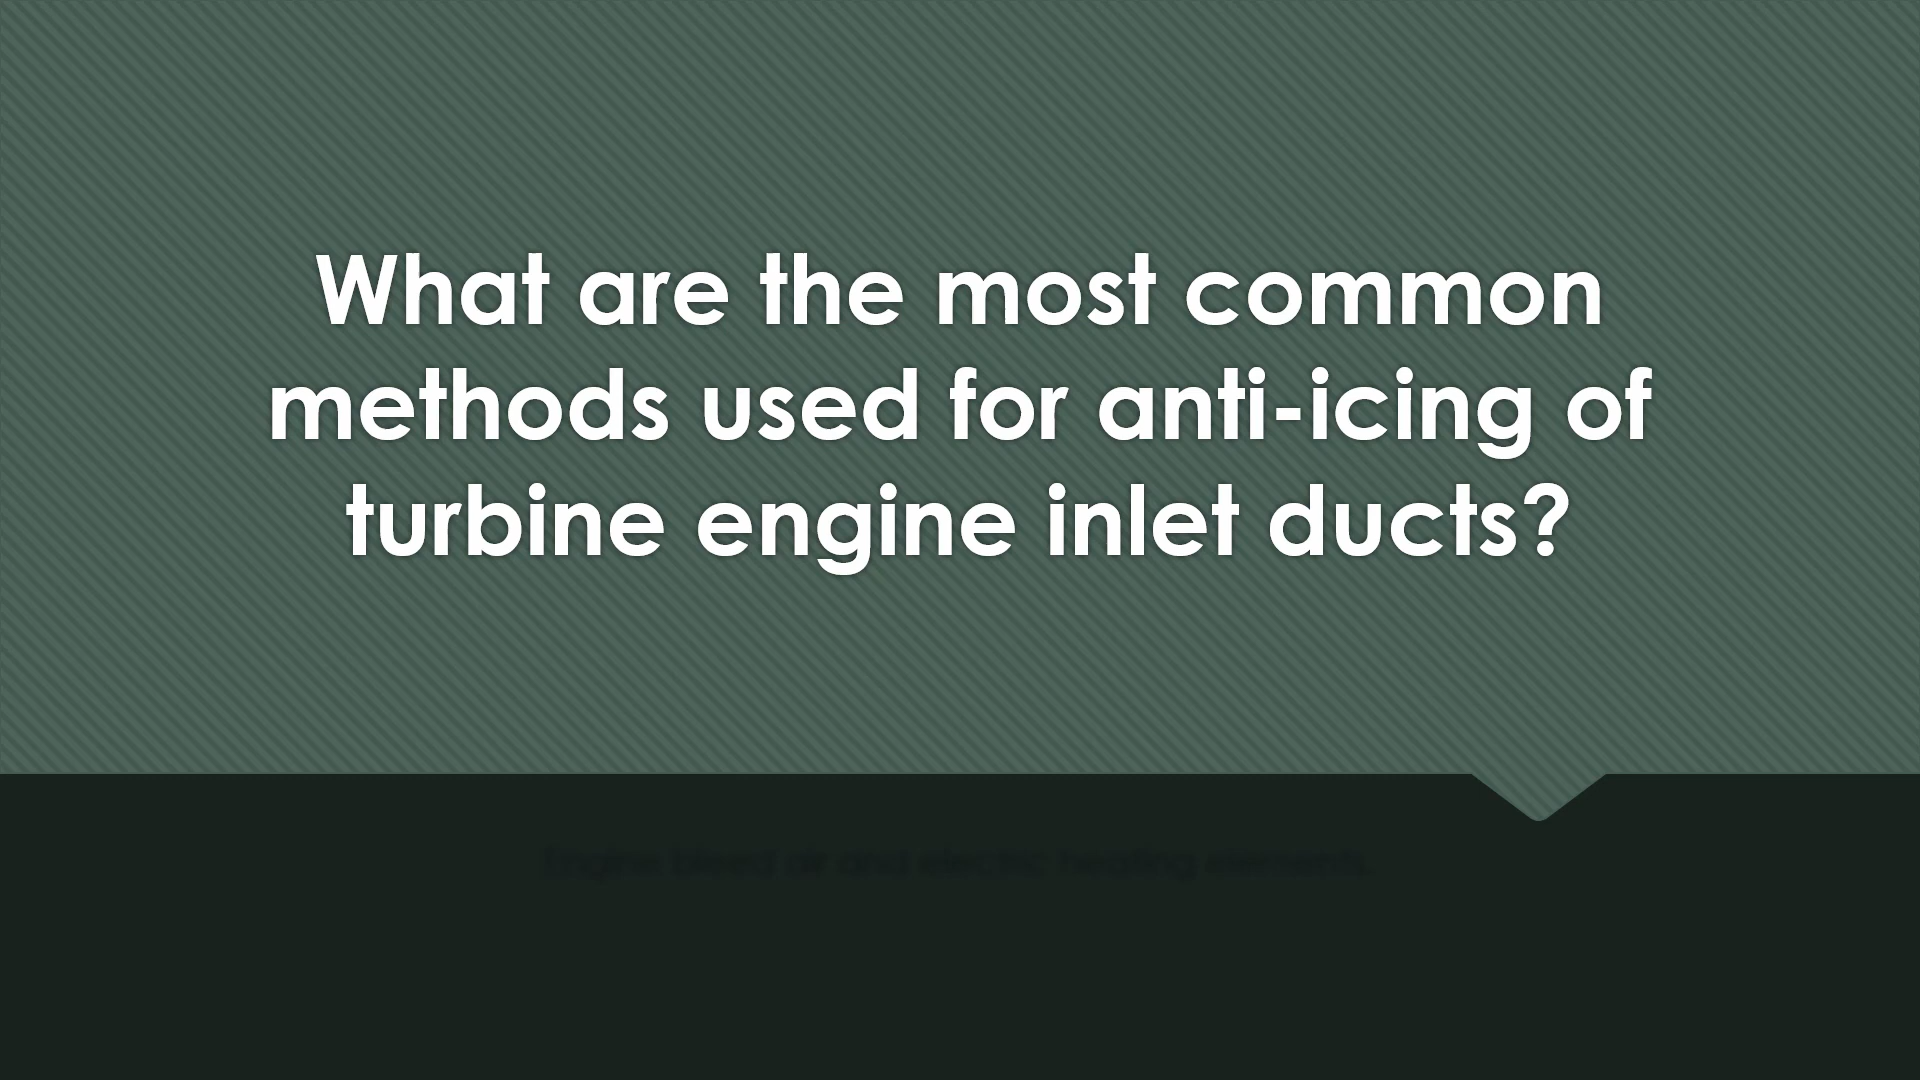 What are the most common
methods used for anti-icing of
turbine engine inlet ducts?
Engine bleed air and electric heating elements.